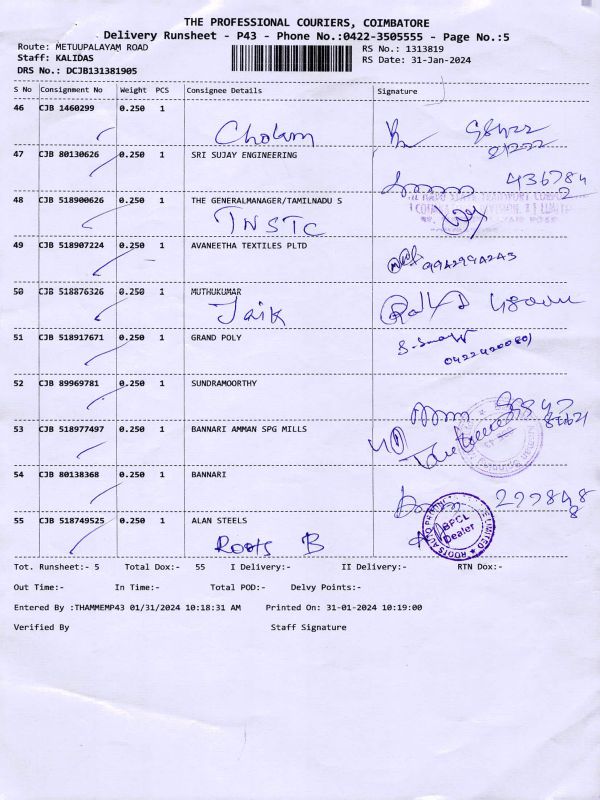 THE PROFESSIONAL COURIERS, COIMBATORE
Delivery Runsheet - P43 - Phone No.:0422-3505555 - Page No.:5
Route: METUUPALAYAM ROAD RS No.: 1313819
Staff: KALIDAS RS Date: 31-Jan-2024
DRS No.: DCJB131381905
S No Consignment No Weight PCS Consignee Details Signature
46 CJB 1460299 0.250 1
Cholam
47 CJB 80130626 0.250 1 SRI SUJAY ENGINEERING
48 CJB 518900626 0.250 1 THE GENERALMANAGER/TAMILNADU S
TNSTC
49 CJB 518907224 0.250 1 AVANEETHA TEXTILES PLTD
9942994243
50 CJB 518876326 0.250 1 MUTHUKUMAR
Jaik
51 CJB 518917671 0.250 1 GRAND POLY
52 CJB 89969781 0.250 1 SUNDRAMOORTHY
53 CJB 518977497 0.250 1 BANNARI AMMAN SPG MILLS
54 CJB 80138368 0.250 1 BANNARI
55 CJB 518749525 0.250 1 ALAN STEELS
Roots B
BPCL
Dealer
Tot. Runsheet:- 5 Total Dox:- 55 I Delivery:- II Delivery:- RTN Dox:-
Out Time:- In Time:- Total POD:- Delvy Points:-
Entered By :THAMMEMP43 01/31/2024 10:18:31 AM Printed On: 31-01-2024 10:19:00
Verified By Staff Signature